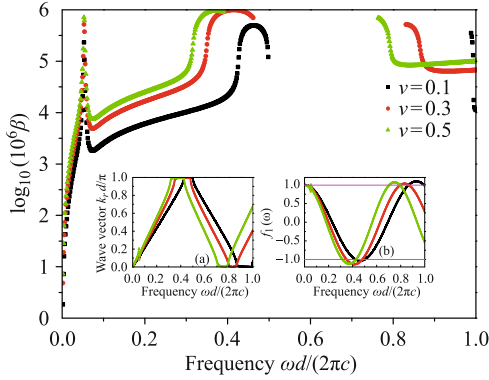 6
5
4
3
2
1
0
log₁₀(10⁶β)
0.0 0.2 0.4 0.6 0.8 1.0
Frequency ωd/(2πc)
v=0.1
v=0.3
v=0.5
1.0
0.8
0.6
0.4
0.2
0.0
Wave vector kᵣd/π
(a)
0.0 0.2 0.4 0.6 0.8 1.0
Frequency ωd/(2πc)
1.0
0.5
0.0
−0.5
−1.0
f₁(ω)
(b)
0.0 0.2 0.4 0.6 0.8 1.0
Frequency ωd/(2πc)